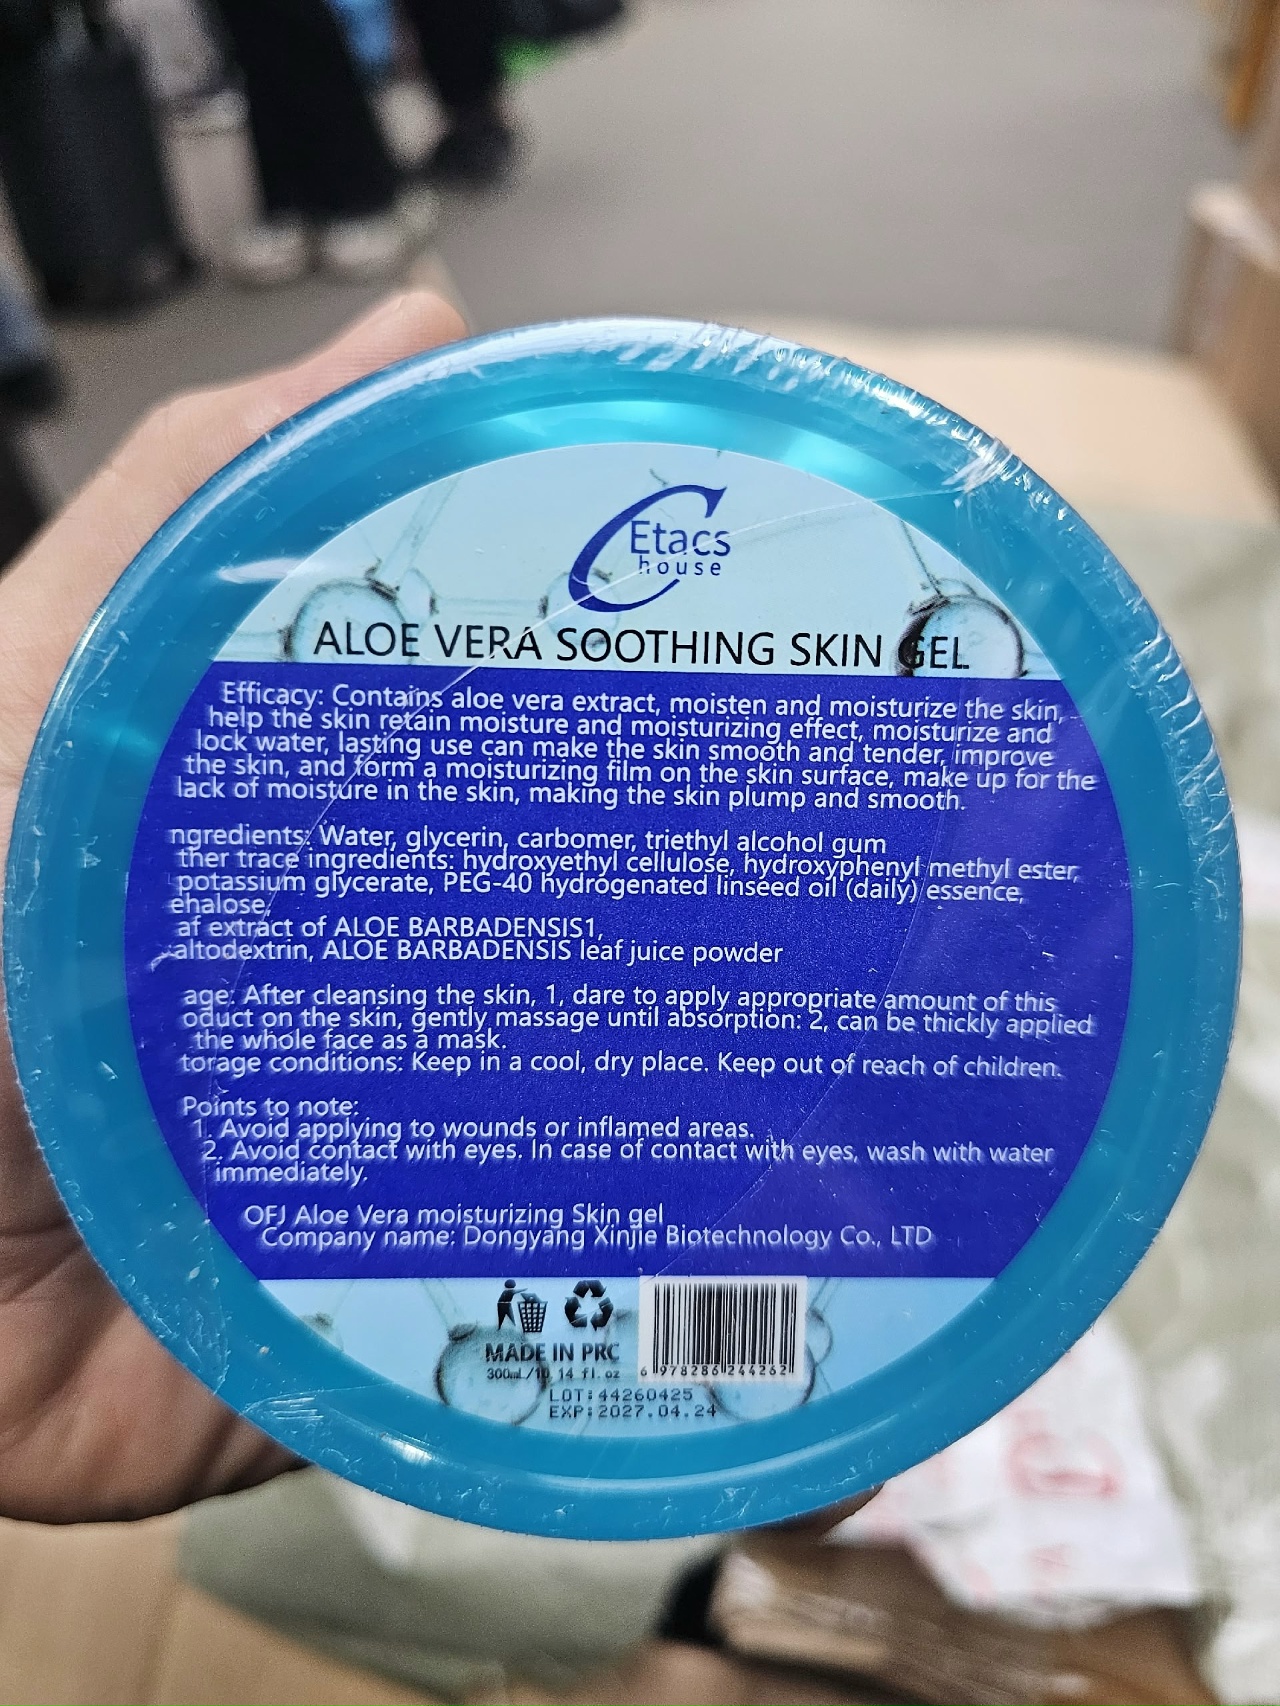 Etacs
house
ALOE VERA SOOTHING SKIN GEL
Efficacy: Contains aloe vera extract, moisten and moisturize the skin,
help the skin retain moisture and moisturizing effect, moisturize and
lock water, lasting use can make the skin smooth and tender, improve
the skin, and form a moisturizing film on the skin surface, make up for the
lack of moisture in the skin, making the skin plump and smooth.
ngredients: Water, glycerin, carbomer, triethyl alcohol gum
ther trace ingredients: hydroxyethyl cellulose, hydroxyphenyl methyl ester,
potassium glycerate, PEG-40 hydrogenated linseed oil (daily) essence,
ehalose,
af extract of ALOE BARBADENSIS1,
altodextrin, ALOE BARBADENSIS leaf juice powder
age: After cleansing the skin, 1, dare to apply appropriate amount of this
oduct on the skin, gently massage until absorption: 2, can be thickly applied
the whole face as a mask.
torage conditions: Keep in a cool, dry place. Keep out of reach of children.
Points to note:
1. Avoid applying to wounds or inflamed areas.
2. Avoid contact with eyes. In case of contact with eyes, wash with water
immediately.
OFJ Aloe Vera moisturizing Skin gel
Company name: Dongyang Xinjie Biotechnology Co., LTD
MADE IN PRC
300mL/10.14 fl.oz
6 978286 244262
LOT:44260425
EXP:2027.04.24